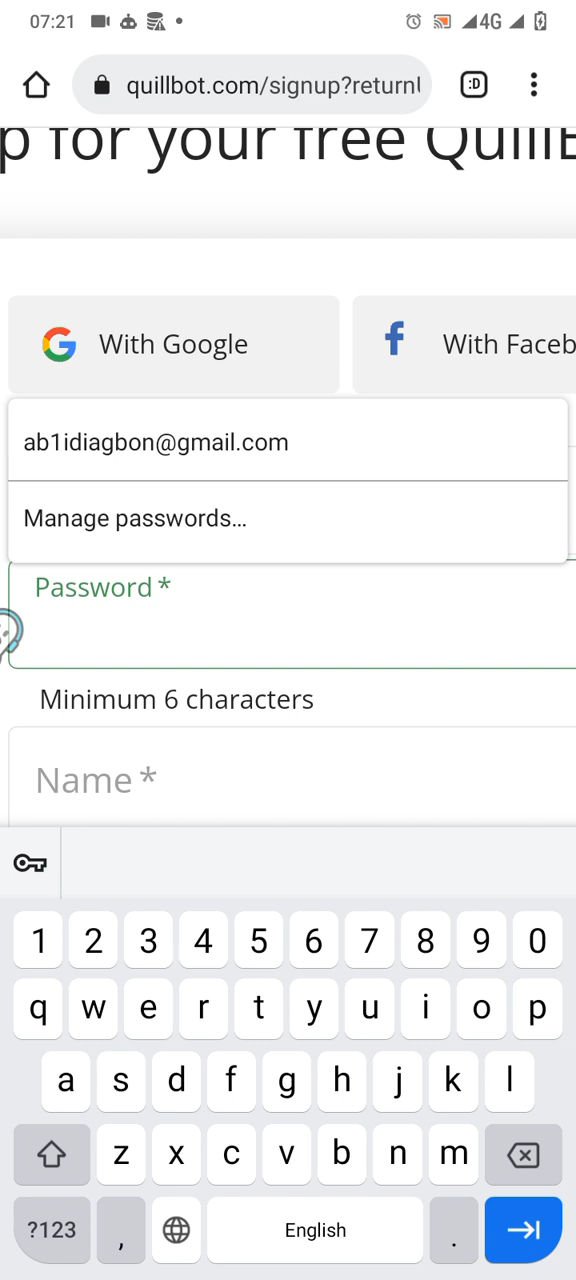 07:21 4G
quillbot.com/signup?return
:D
p for your free Quill
With Google
With Faceb
ab1idiagbon@gmail.com
Manage passwords...
Password *
Minimum 6 characters
Name *
1 2 3 4 5 6 7 8 9 0
q w e r t y u i o p
a s d f g h j k l
z x c v b n m
?123 , English .